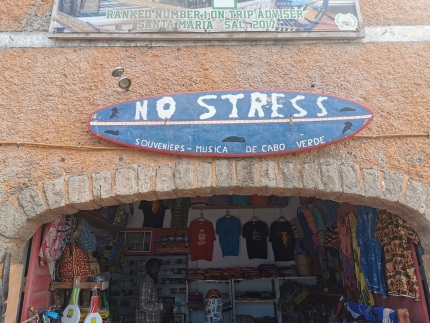 RANKED NUMBER 1 ON TRIP ADVISER
SANTA MARIA SAL, 2017
NO STRESS
SOUVENIERS - MUSICA DE CABO VERDE